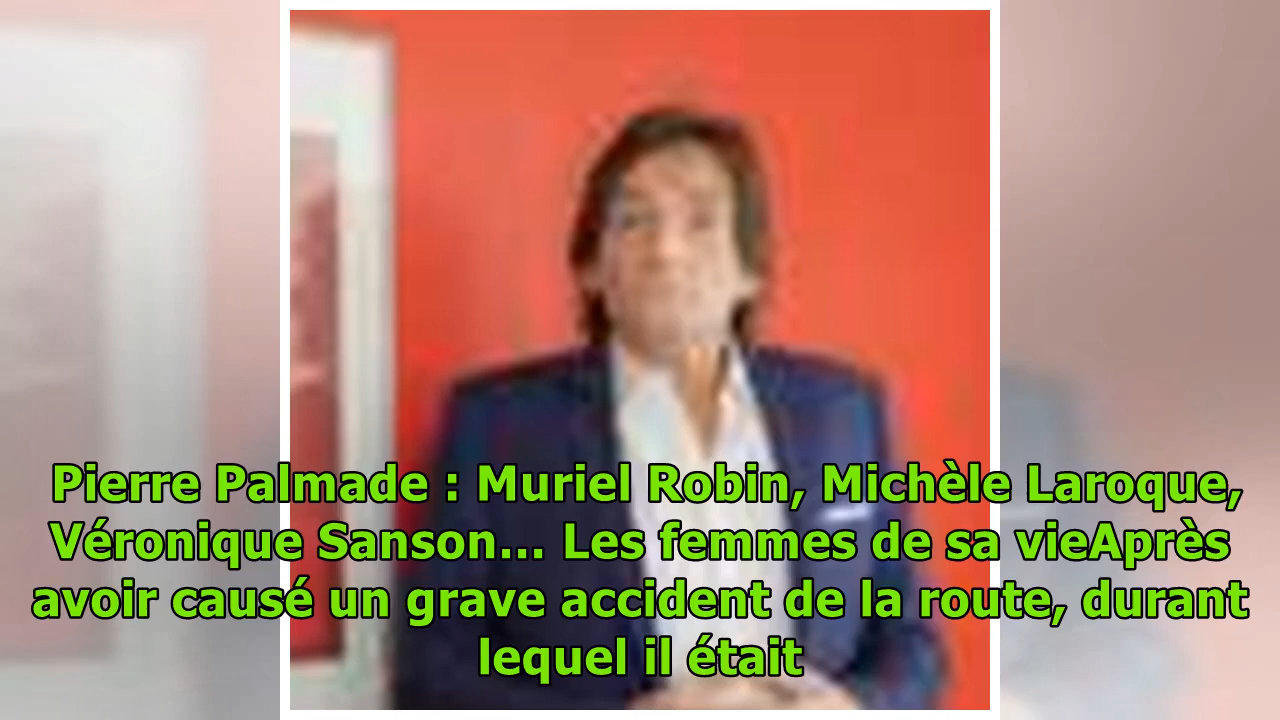 Pierre Palmade : Muriel Robin, Michèle Laroque,
Véronique Sanson... Les femmes de sa vieAprès
avoir causé un grave accident de la route, durant
lequel il était